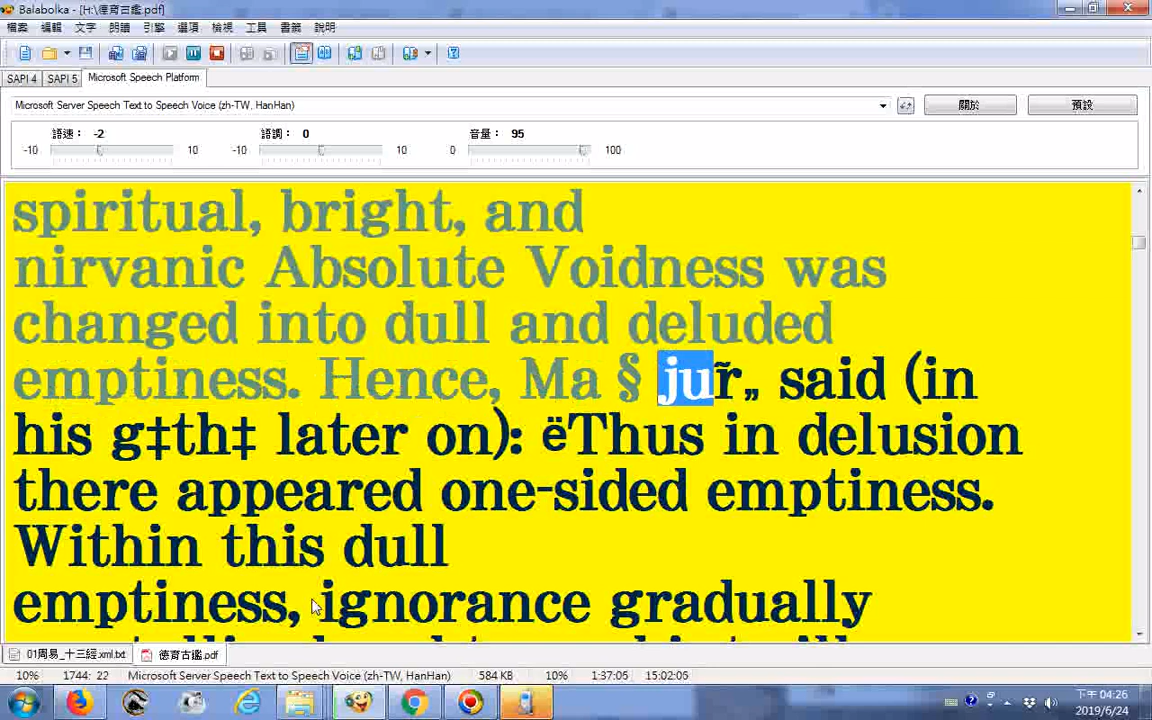 Balabolka - [H:\德育古鑑.pdf]
檔案 編輯 文字 朗讀 引擎 選項 檢視 工具 書籤 說明
SAPI 4 SAPI 5 Microsoft Speech Platform
Microsoft Server Speech Text to Speech Voice (zh-TW, HanHan) 關於 預設
語速： -2 語調： 0 音量： 95
-10 10 -10 10 0 100
spiritual, bright, and
nirvanic Absolute Voidness was
changed into dull and deluded
emptiness. Hence, Ma § jur̃„ said (in
his g‡th‡ later on): ëThus in delusion
there appeared one-sided emptiness.
Within this dull
emptiness, ignorance gradually
01周易_十三經.xml.txt 德育古鑑.pdf
10% 1744: 22 Microsoft Server Speech Text to Speech Voice (zh-TW, HanHan) 584 KB 10% 1:37:05 15:02:05
下午 04:26
2019/6/24